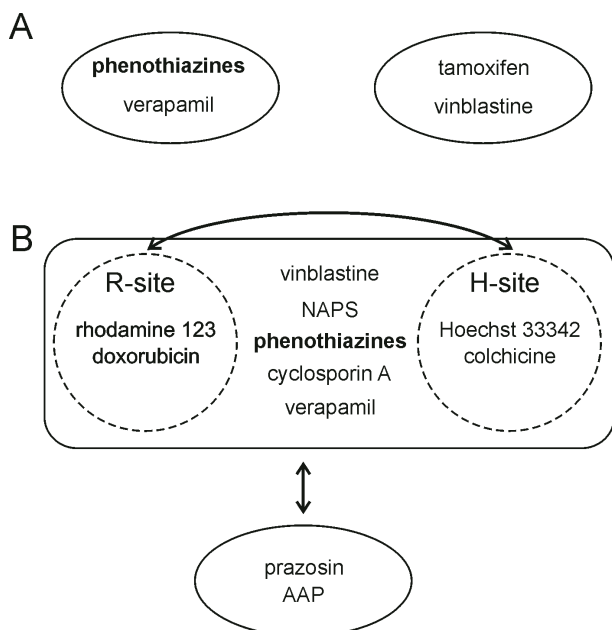 A
phenothiazines
verapamil
tamoxifen
vinblastine
B
R-site
rhodamine 123
doxorubicin
vinblastine
NAPS
phenothiazines
cyclosporin A
verapamil
H-site
Hoechst 33342
colchicine
prazosin
AAP